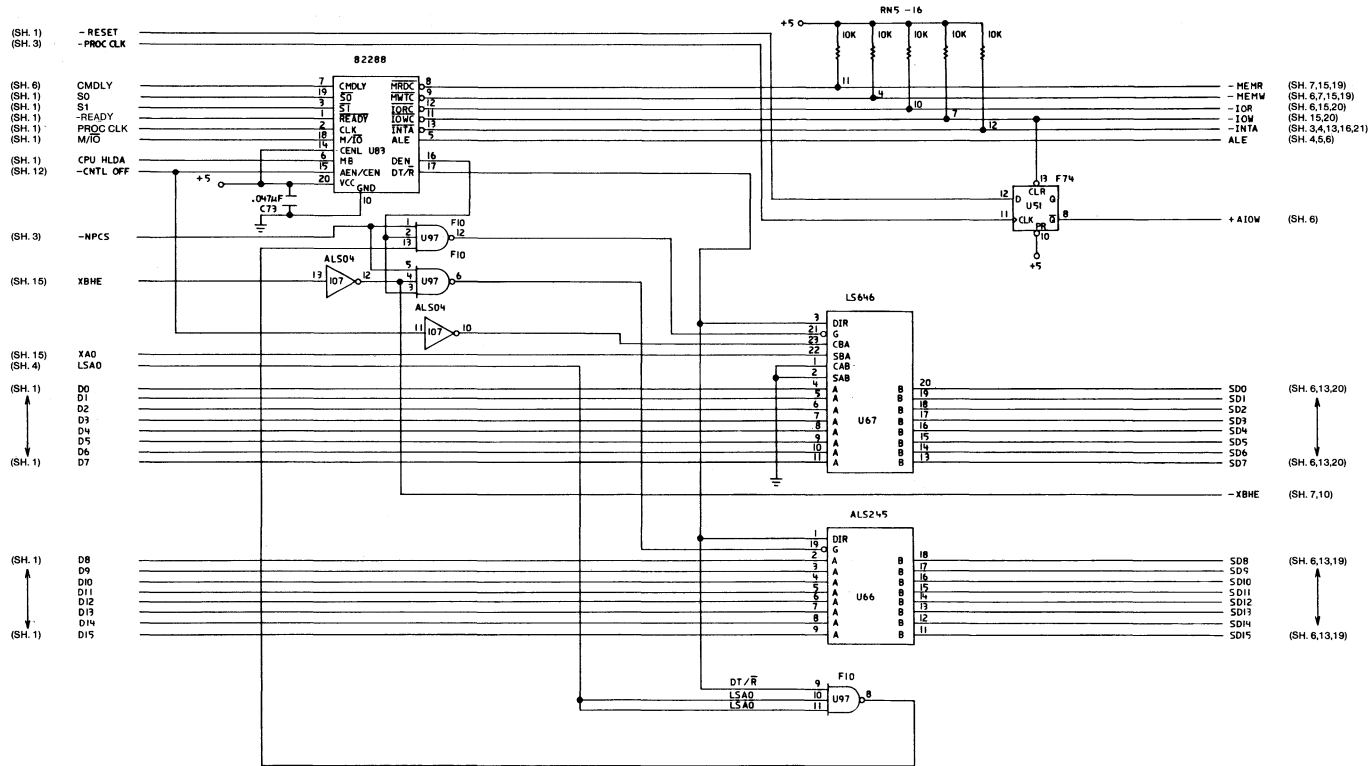 RN5 -16
+5
10K 10K 10K 10K 10K
(SH. 1) - RESET
(SH. 3) -PROC CLK
82288
(SH. 6) CMDLY 7 CMDLY M̅R̅D̅C̅ 8 11 -MEMR (SH. 7,15,19)
(SH. 1) S0 19 S̅0̅ M̅W̅T̅C̅ 9 4 -MEMW (SH. 6,7,15,19)
(SH. 1) S1 3 S̅1̅ I̅O̅R̅C̅ 12 10 -IOR (SH. 6,15,20)
(SH. 1) -READY 1 R̅E̅A̅D̅Y̅ I̅O̅W̅C̅ 11 7 -IOW (SH. 15,20)
(SH. 1) PROC CLK 2 CLK I̅N̅T̅A̅ 13 12 -INTA (SH. 3,4,13,16,21)
(SH. 1) M/I̅O̅ 18 M/I̅O̅ ALE 5 ALE (SH. 4,5,6)
14 CENL U83
(SH. 1) CPU HLDA 6 MB DEN 16
(SH. 12) -CNTL OFF 15 AEN/CEN DT/R̅ 17
+5 20 VCC GND
10
.047μF
C73
13 F74
CLR
12 D Q
U51
11 CLK Q̅ 8 +AIOW (SH. 6)
PR
10
+5
(SH. 3) -NPCS
1 F10
2 U97 12
13
F10
ALS04
(SH. 15) XBHE 13 107 12
5
4 U97 6
3
ALS04
11 107 10
LS646
3 DIR
21 G
23 CBA
(SH. 15) XA0 22 SBA
(SH. 4) LSA0 1 CAB
2 SAB
(SH. 1) D0 4 A B 20 SD0 (SH. 6,13,20)
D1 5 A B 19 SD1
D2 6 A B 18 SD2
D3 7 A U67 B 17 SD3
D4 8 A B 16 SD4
D5 9 A B 15 SD5
D6 10 A B 14 SD6
(SH. 1) D7 11 A B 13 SD7 (SH. 6,13,20)
-XBHE (SH. 7,10)
ALS245
1 DIR
19 G
(SH. 1) D8 2 A B 18 SD8 (SH. 6,13,19)
D9 3 A B 17 SD9
D10 4 A B 16 SD10
D11 5 A U66 B 15 SD11
D12 6 A B 14 SD12
D13 7 A B 13 SD13
D14 8 A B 12 SD14
(SH. 1) D15 9 A B 11 SD15 (SH. 6,13,19)
F10
DT/R̅ 9
LSA0 10 U97 8
LSA0 11